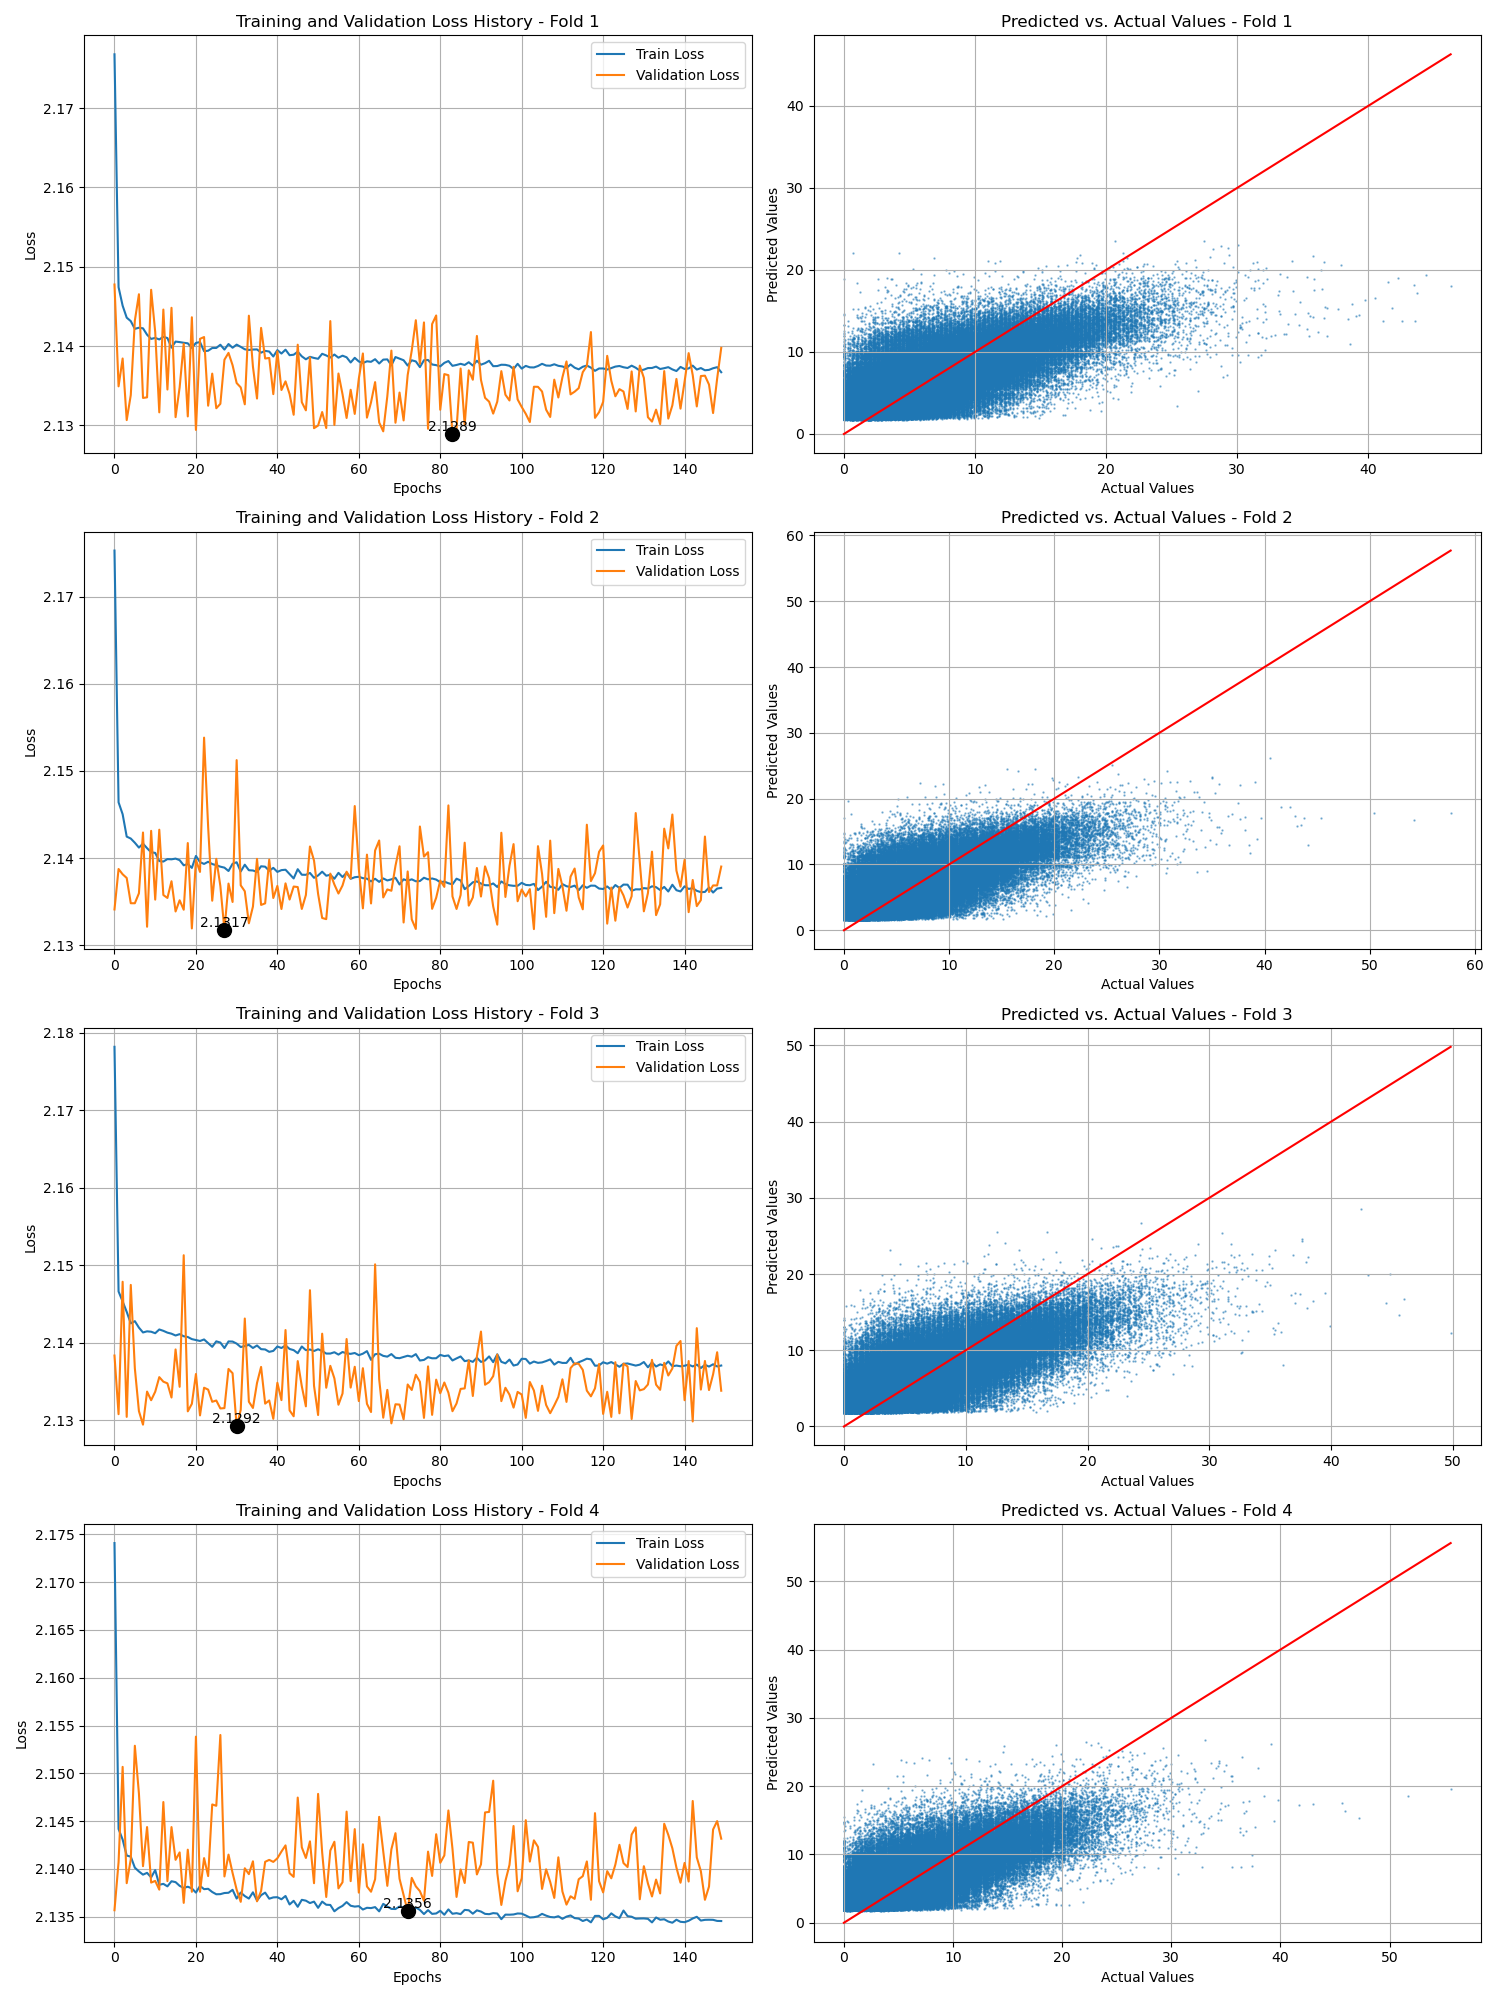 Training and Validation Loss History - Fold 1
Train Loss
Validation Loss
2.17
2.16
2.15
2.14
2.13
Loss
2.1289
0 20 40 60 80 100 120 140
Epochs
Predicted vs. Actual Values - Fold 1
40
30
20
10
0
Predicted Values
0 10 20 30 40
Actual Values
Training and Validation Loss History - Fold 2
Train Loss
Validation Loss
2.17
2.16
2.15
2.14
2.13
Loss
2.1317
0 20 40 60 80 100 120 140
Epochs
Predicted vs. Actual Values - Fold 2
60
50
40
30
20
10
0
Predicted Values
0 10 20 30 40 50 60
Actual Values
Training and Validation Loss History - Fold 3
Train Loss
Validation Loss
2.18
2.17
2.16
2.15
2.14
2.13
Loss
2.1292
0 20 40 60 80 100 120 140
Epochs
Predicted vs. Actual Values - Fold 3
50
40
30
20
10
0
Predicted Values
0 10 20 30 40 50
Actual Values
Training and Validation Loss History - Fold 4
Train Loss
Validation Loss
2.175
2.170
2.165
2.160
2.155
2.150
2.145
2.140
2.135
Loss
2.1356
0 20 40 60 80 100 120 140
Epochs
Predicted vs. Actual Values - Fold 4
50
40
30
20
10
0
Predicted Values
0 10 20 30 40 50
Actual Values